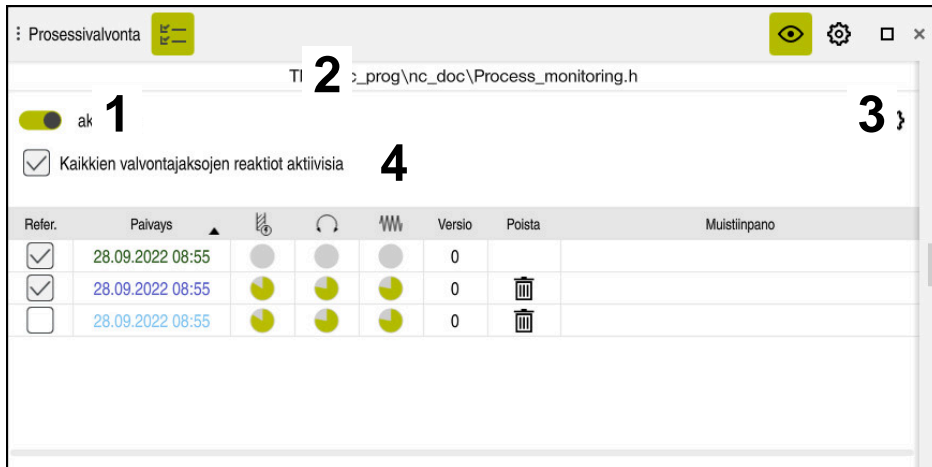 Prosessivalvonta
2
c_prog\nc_doc\Process_monitoring.h
1
3
}
Kaikkien valvontajaksojen reaktiot aktiivisia
4
Refer. Paivays Versio Poista Muistiinpano
28.09.2022 08:55 0
28.09.2022 08:55 0
28.09.2022 08:55 0